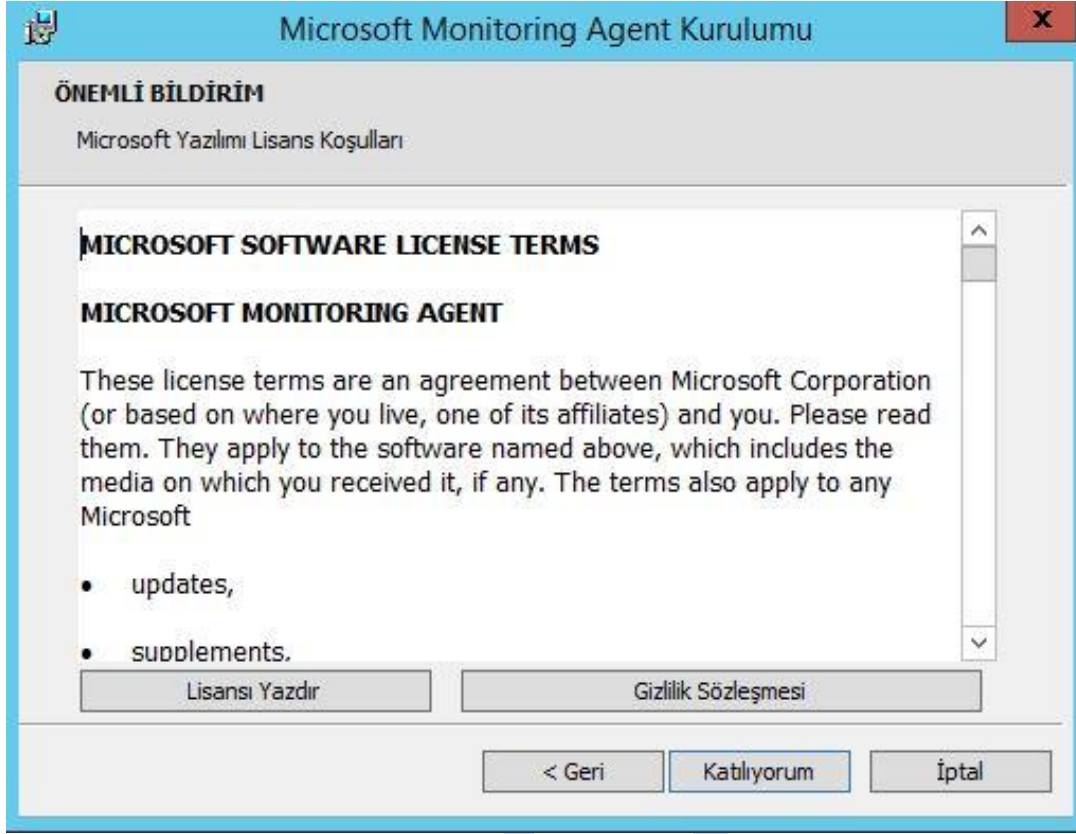 Microsoft Monitoring Agent Kurulumu
x
ÖNEMLİ BİLDİRİM
Microsoft Yazılımı Lisans Koşulları
MICROSOFT SOFTWARE LICENSE TERMS
MICROSOFT MONITORING AGENT
These license terms are an agreement between Microsoft Corporation
(or based on where you live, one of its affiliates) and you. Please read
them. They apply to the software named above, which includes the
media on which you received it, if any. The terms also apply to any
Microsoft
• updates,
• supplements,
Lisansı Yazdır
Gizlilik Sözleşmesi
< Geri
Katılıyorum
İptal